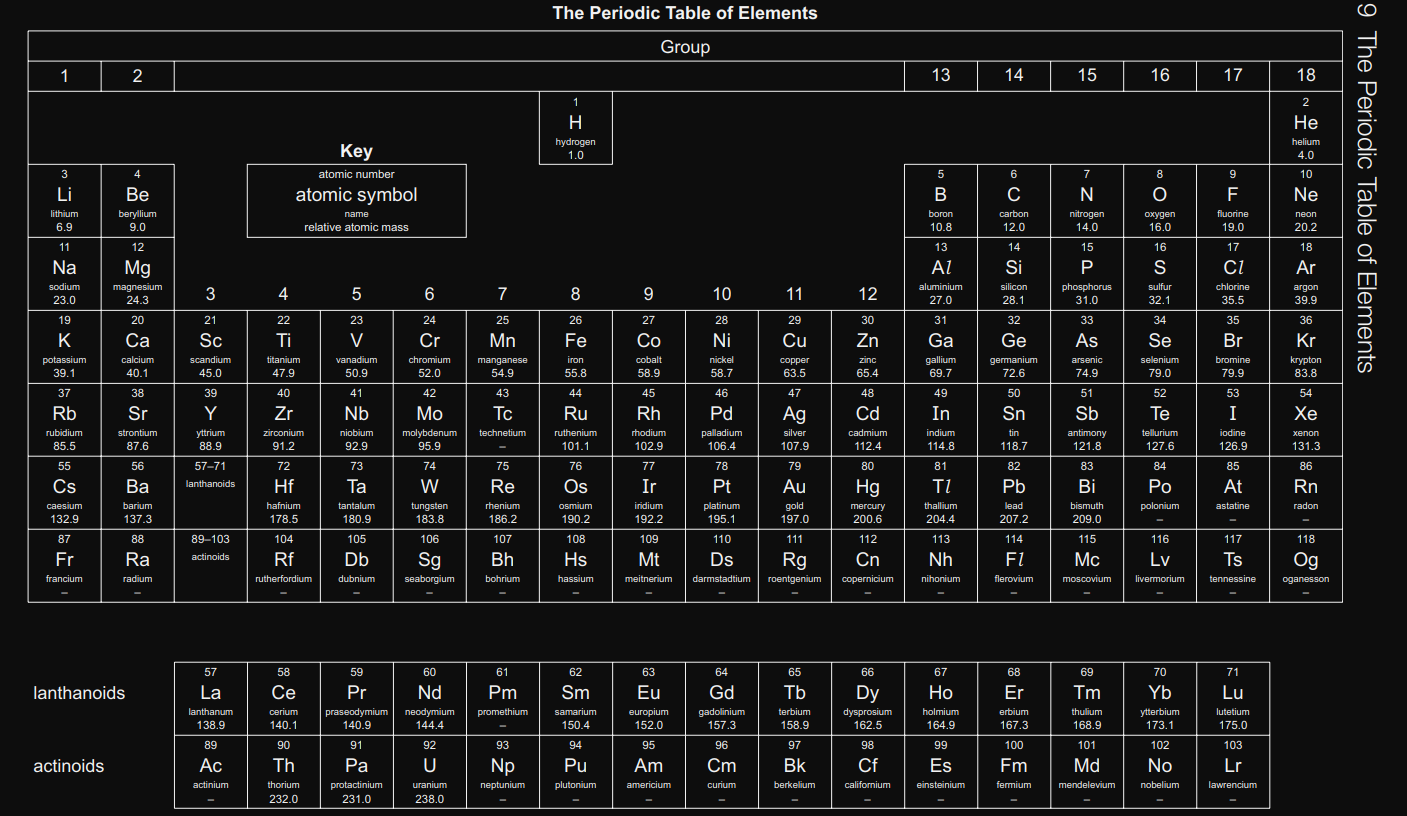 The Periodic Table of Elements
Group
1 2 13 14 15 16 17 18
1 2
H He
hydrogen helium
1.0 4.0
Key
atomic number
atomic symbol
name
relative atomic mass
3 4 5 6 7 8 9 10
Li Be B C N O F Ne
lithium beryllium boron carbon nitrogen oxygen fluorine neon
6.9 9.0 10.8 12.0 14.0 16.0 19.0 20.2
11 12 13 14 15 16 17 18
Na Mg Al Si P S Cl Ar
sodium magnesium aluminium silicon phosphorus sulfur chlorine argon
23.0 24.3 27.0 28.1 31.0 32.1 35.5 39.9
3 4 5 6 7 8 9 10 11 12
19 20 21 22 23 24 25 26 27 28 29 30 31 32 33 34 35 36
K Ca Sc Ti V Cr Mn Fe Co Ni Cu Zn Ga Ge As Se Br Kr
potassium calcium scandium titanium vanadium chromium manganese iron cobalt nickel copper zinc gallium germanium arsenic selenium bromine krypton
39.1 40.1 45.0 47.9 50.9 52.0 54.9 55.8 58.9 58.7 63.5 65.4 69.7 72.6 74.9 79.0 79.9 83.8
37 38 39 40 41 42 43 44 45 46 47 48 49 50 51 52 53 54
Rb Sr Y Zr Nb Mo Tc Ru Rh Pd Ag Cd In Sn Sb Te I Xe
rubidium strontium yttrium zirconium niobium molybdenum technetium ruthenium rhodium palladium silver cadmium indium tin antimony tellurium iodine xenon
85.5 87.6 88.9 91.2 92.9 95.9 – 101.1 102.9 106.4 107.9 112.4 114.8 118.7 121.8 127.6 126.9 131.3
55 56 57–71 72 73 74 75 76 77 78 79 80 81 82 83 84 85 86
Cs Ba lanthanoids Hf Ta W Re Os Ir Pt Au Hg Tl Pb Bi Po At Rn
caesium barium hafnium tantalum tungsten rhenium osmium iridium platinum gold mercury thallium lead bismuth polonium astatine radon
132.9 137.3 178.5 180.9 183.8 186.2 190.2 192.2 195.1 197.0 200.6 204.4 207.2 209.0 – – –
87 88 89–103 104 105 106 107 108 109 110 111 112 113 114 115 116 117 118
Fr Ra actinoids Rf Db Sg Bh Hs Mt Ds Rg Cn Nh Fl Mc Lv Ts Og
francium radium rutherfordium dubnium seaborgium bohrium hassium meitnerium darmstadtium roentgenium copernicium nihonium flerovium moscovium livermorium tennessine oganesson
– – – – – – – – – – – – – – – – –
57 58 59 60 61 62 63 64 65 66 67 68 69 70 71
lanthanoids La Ce Pr Nd Pm Sm Eu Gd Tb Dy Ho Er Tm Yb Lu
lanthanum cerium praseodymium neodymium promethium samarium europium gadolinium terbium dysprosium holmium erbium thulium ytterbium lutetium
138.9 140.1 140.9 144.4 – 150.4 152.0 157.3 158.9 162.5 164.9 167.3 168.9 173.1 175.0
89 90 91 92 93 94 95 96 97 98 99 100 101 102 103
actinoids Ac Th Pa U Np Pu Am Cm Bk Cf Es Fm Md No Lr
actinium thorium protactinium uranium neptunium plutonium americium curium berkelium californium einsteinium fermium mendelevium nobelium lawrencium
– 232.0 231.0 238.0 – – – – – – – – – – –
9 The Periodic Table of Elements